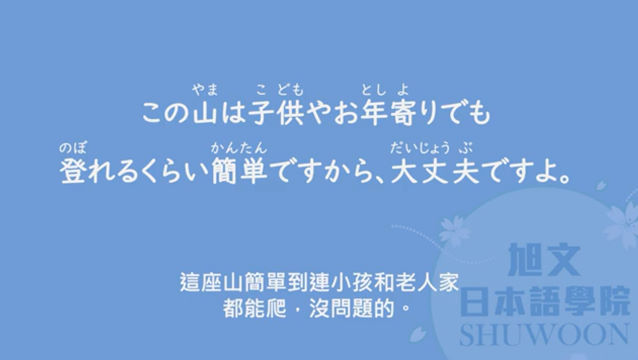 やま こ ども とし よ
この山は子供やお年寄りでも
のぼ かんたん だいじょう ぶ
登れるくらい簡単ですから、大丈夫ですよ。
這座山簡單到連小孩和老人家
都能爬，沒問題的。
旭文
日本語學院
SHUWOON